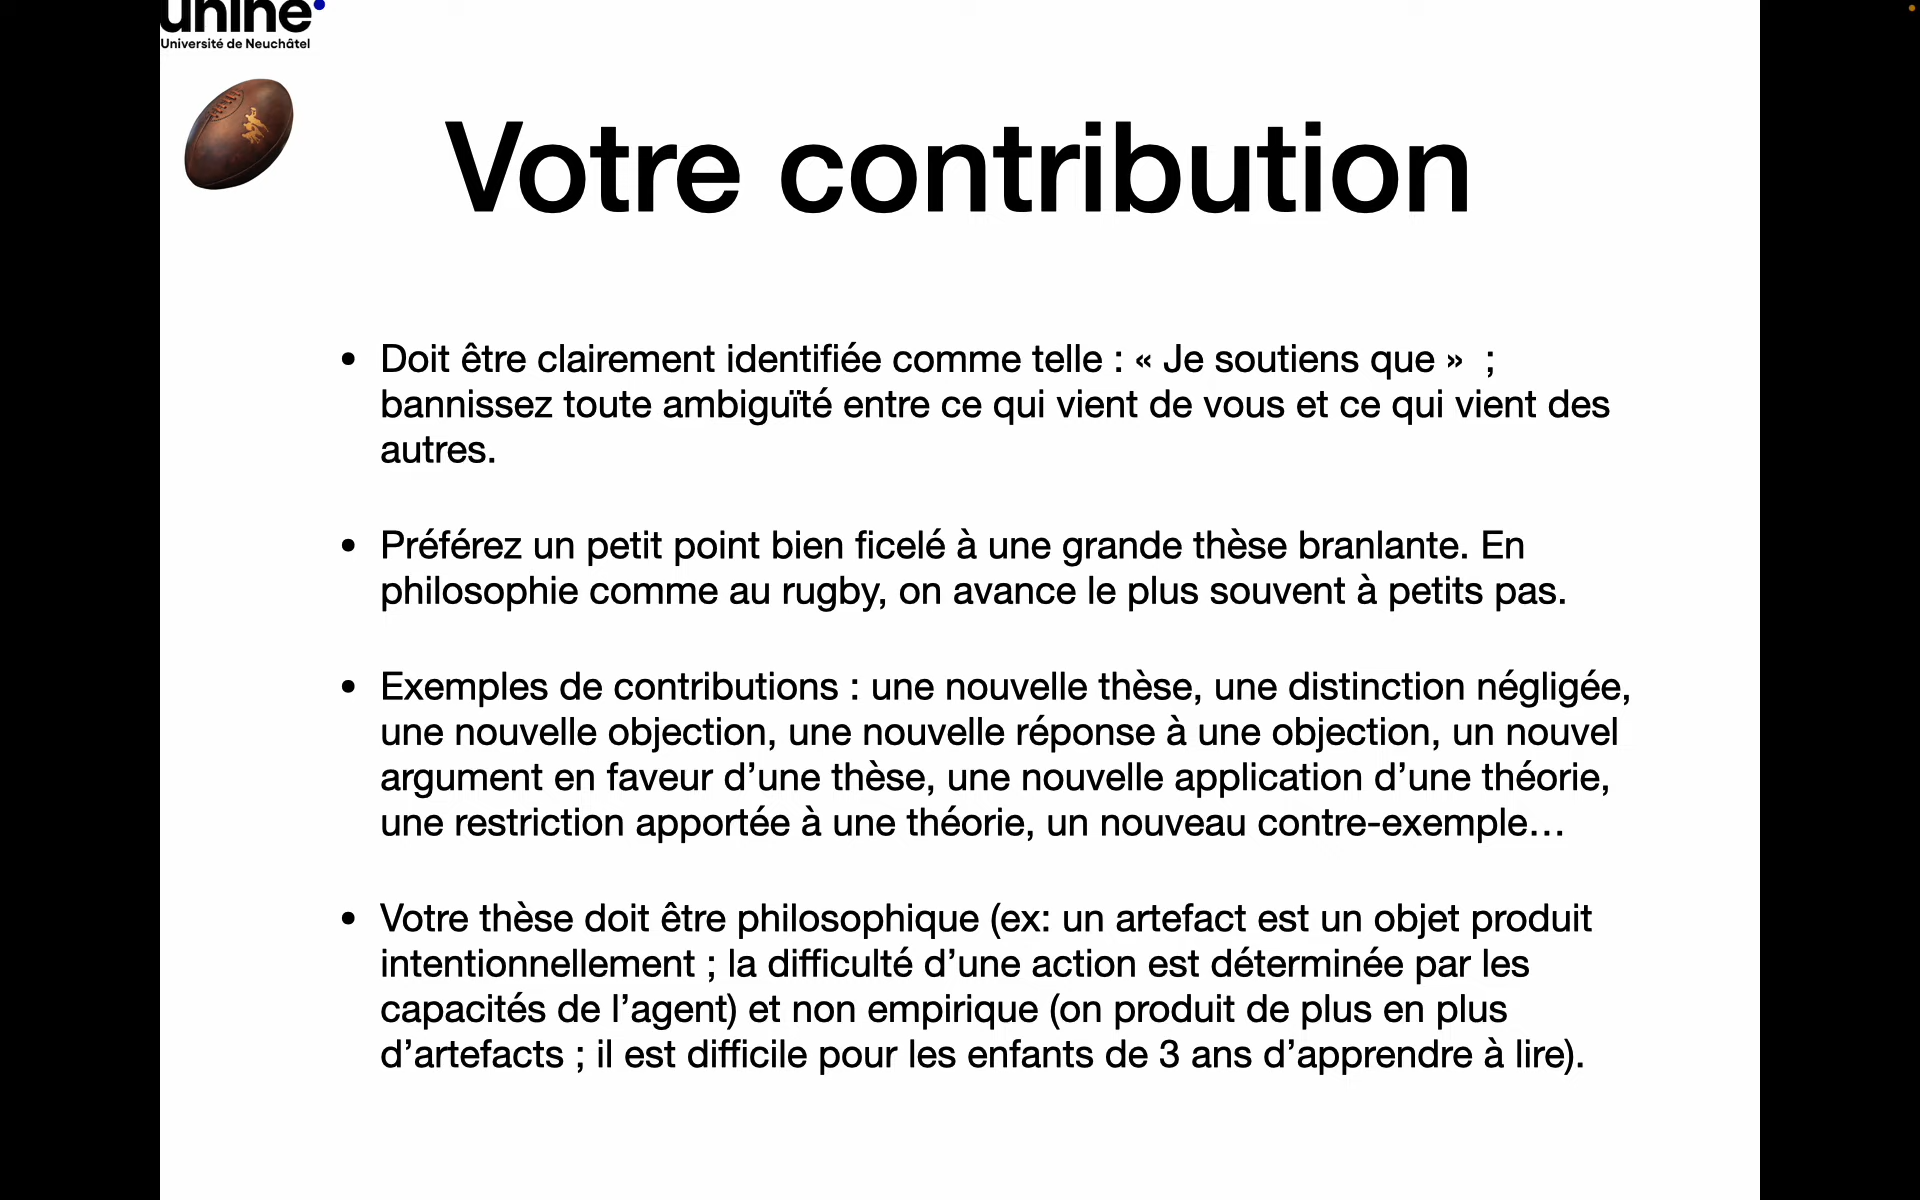 unine
Université de Neuchâtel
Votre contribution
• Doit être clairement identifiée comme telle : « Je soutiens que »  ;
bannissez toute ambiguïté entre ce qui vient de vous et ce qui vient des
autres.
• Préférez un petit point bien ficelé à une grande thèse branlante. En
philosophie comme au rugby, on avance le plus souvent à petits pas.
• Exemples de contributions : une nouvelle thèse, une distinction négligée,
une nouvelle objection, une nouvelle réponse à une objection, un nouvel
argument en faveur d’une thèse, une nouvelle application d’une théorie,
une restriction apportée à une théorie, un nouveau contre-exemple…
• Votre thèse doit être philosophique (ex: un artefact est un objet produit
intentionnellement ; la difficulté d’une action est déterminée par les
capacités de l’agent) et non empirique (on produit de plus en plus
d’artefacts ; il est difficile pour les enfants de 3 ans d’apprendre à lire).